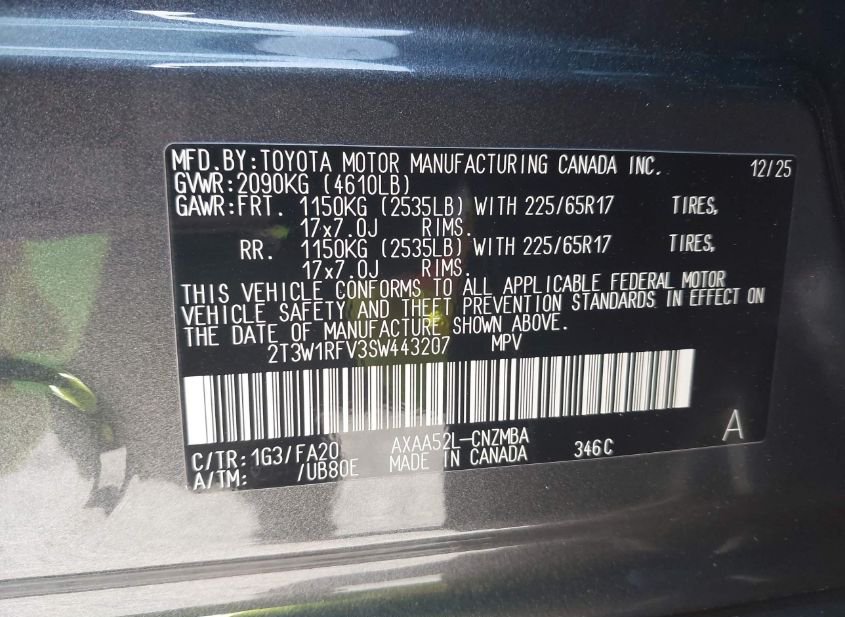 MFD.BY:TOYOTA MOTOR MANUFACTURING CANADA INC. 12/25
GVWR:2090KG (4610LB)
GAWR:FRT. 1150KG (2535LB) WITH 225/65R17 TIRES,
17x7.0J RIMS.
RR. 1150KG (2535LB) WITH 225/65R17 TIRES,
17x7.0J RIMS.
THIS VEHICLE CONFORMS TO ALL APPLICABLE FEDERAL MOTOR
VEHICLE SAFETY AND THEFT PREVENTION STANDARDS IN EFFECT ON
THE DATE OF MANUFACTURE SHOWN ABOVE.
2T3W1RFV3SW443207 MPV
C/TR:1G3/FA20 AXAA52L-CNZMBA 346C A
A/TM: /UB80E MADE IN CANADA